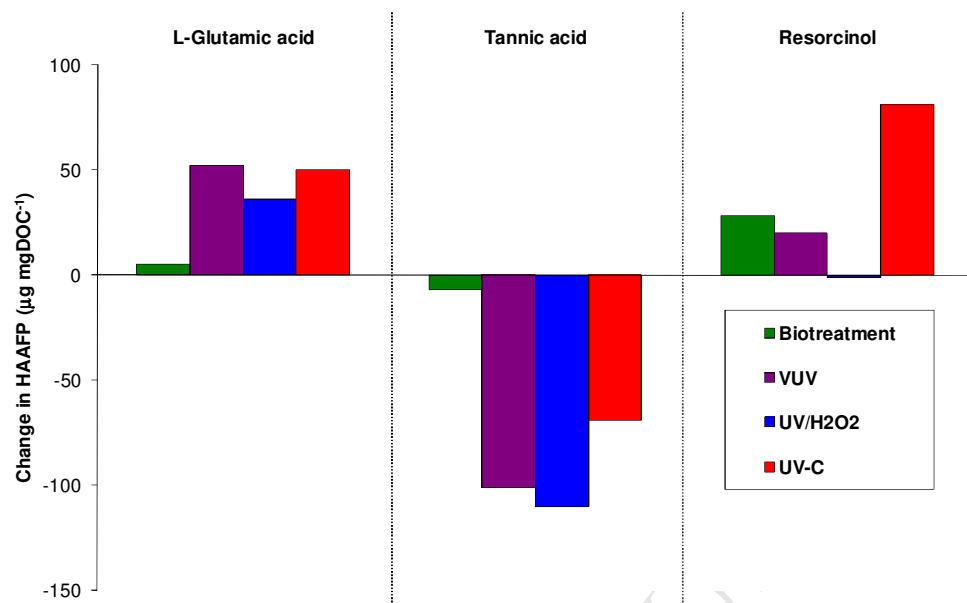 L-Glutamic acid Tannic acid Resorcinol
100
50
0
-50
-100
-150
Change in HAAFP (µg mgDOC⁻¹)
Biotreatment
VUV
UV/H2O2
UV-C